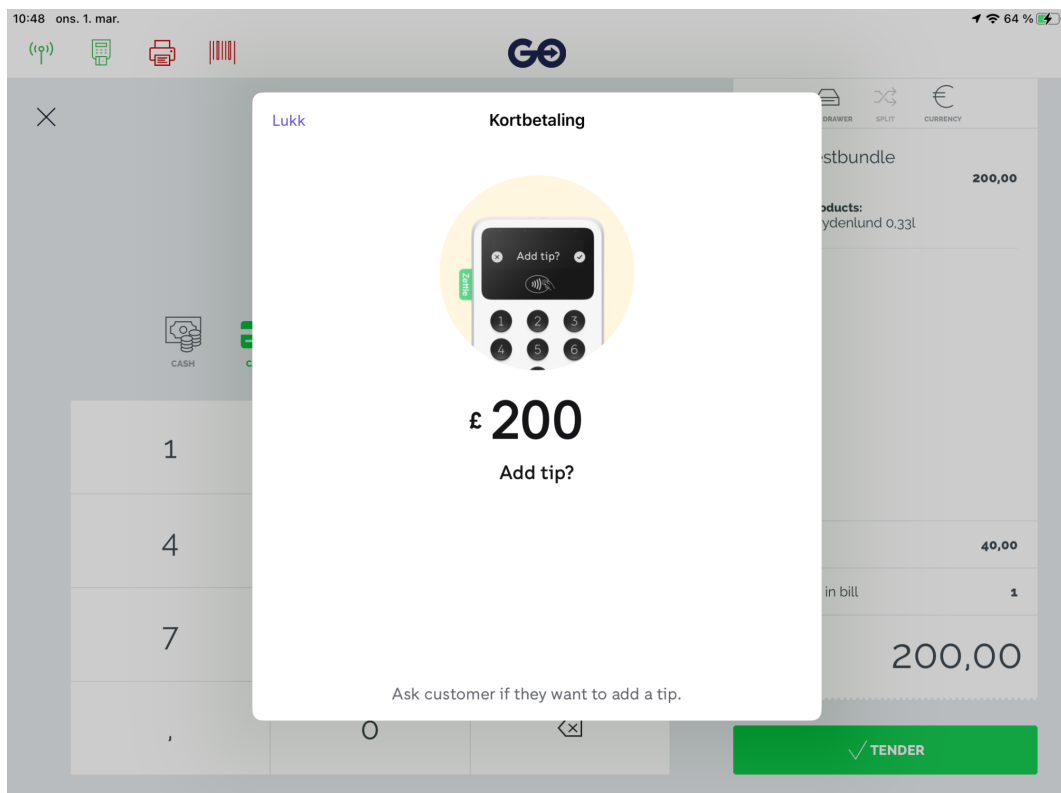 10:48 ons. 1. mar.
64 %
GO
Lukk
Kortbetaling
DRAWER
SPLIT
CURRENCY
stbundle
200,00
oducts:
ydenlund 0,33l
Add tip?
Zettle
1 2 3
4 5 6
CASH
C
£ 200
Add tip?
1
4
40,00
in bill
1
7
200,00
Ask customer if they want to add a tip.
,
0
TENDER